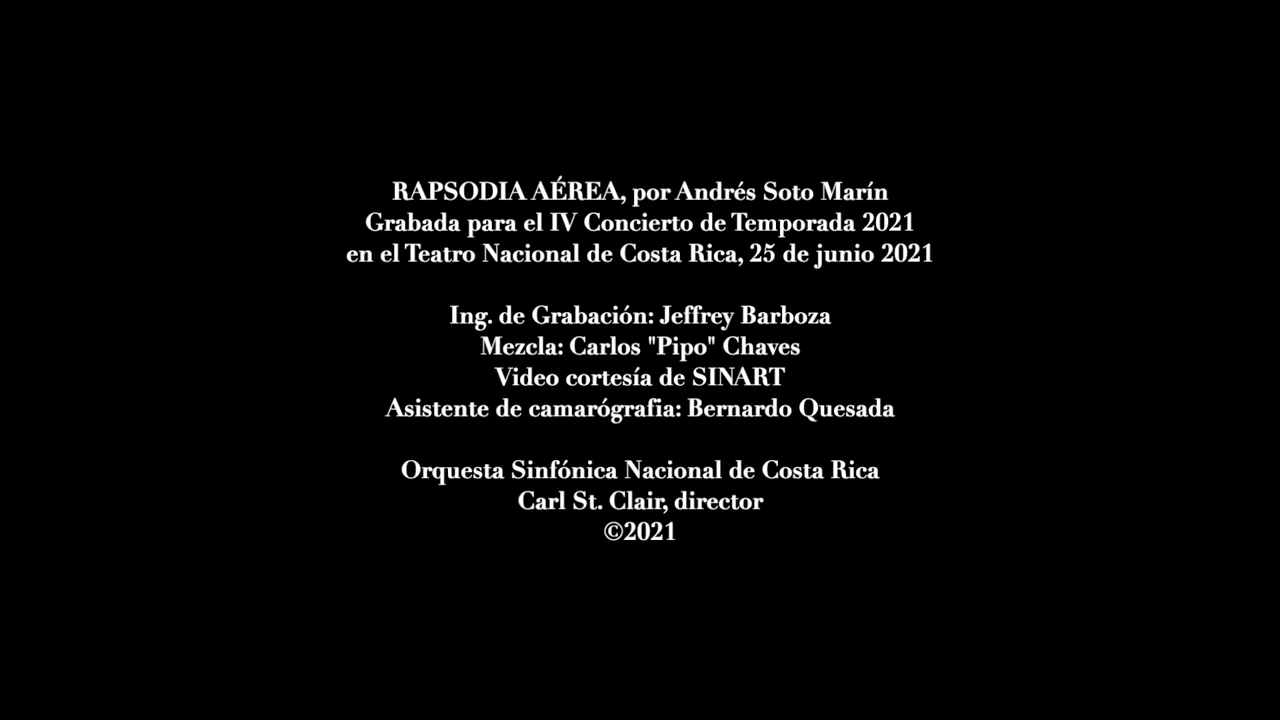 RAPSODIA AÉREA, por Andrés Soto Marín
Grabada para el IV Concierto de Temporada 2021
en el Teatro Nacional de Costa Rica, 25 de junio 2021
Ing. de Grabación: Jeffrey Barboza
Mezcla: Carlos "Pipo" Chaves
Video cortesía de SINART
Asistente de camarógrafia: Bernardo Quesada
Orquesta Sinfónica Nacional de Costa Rica
Carl St. Clair, director
©2021